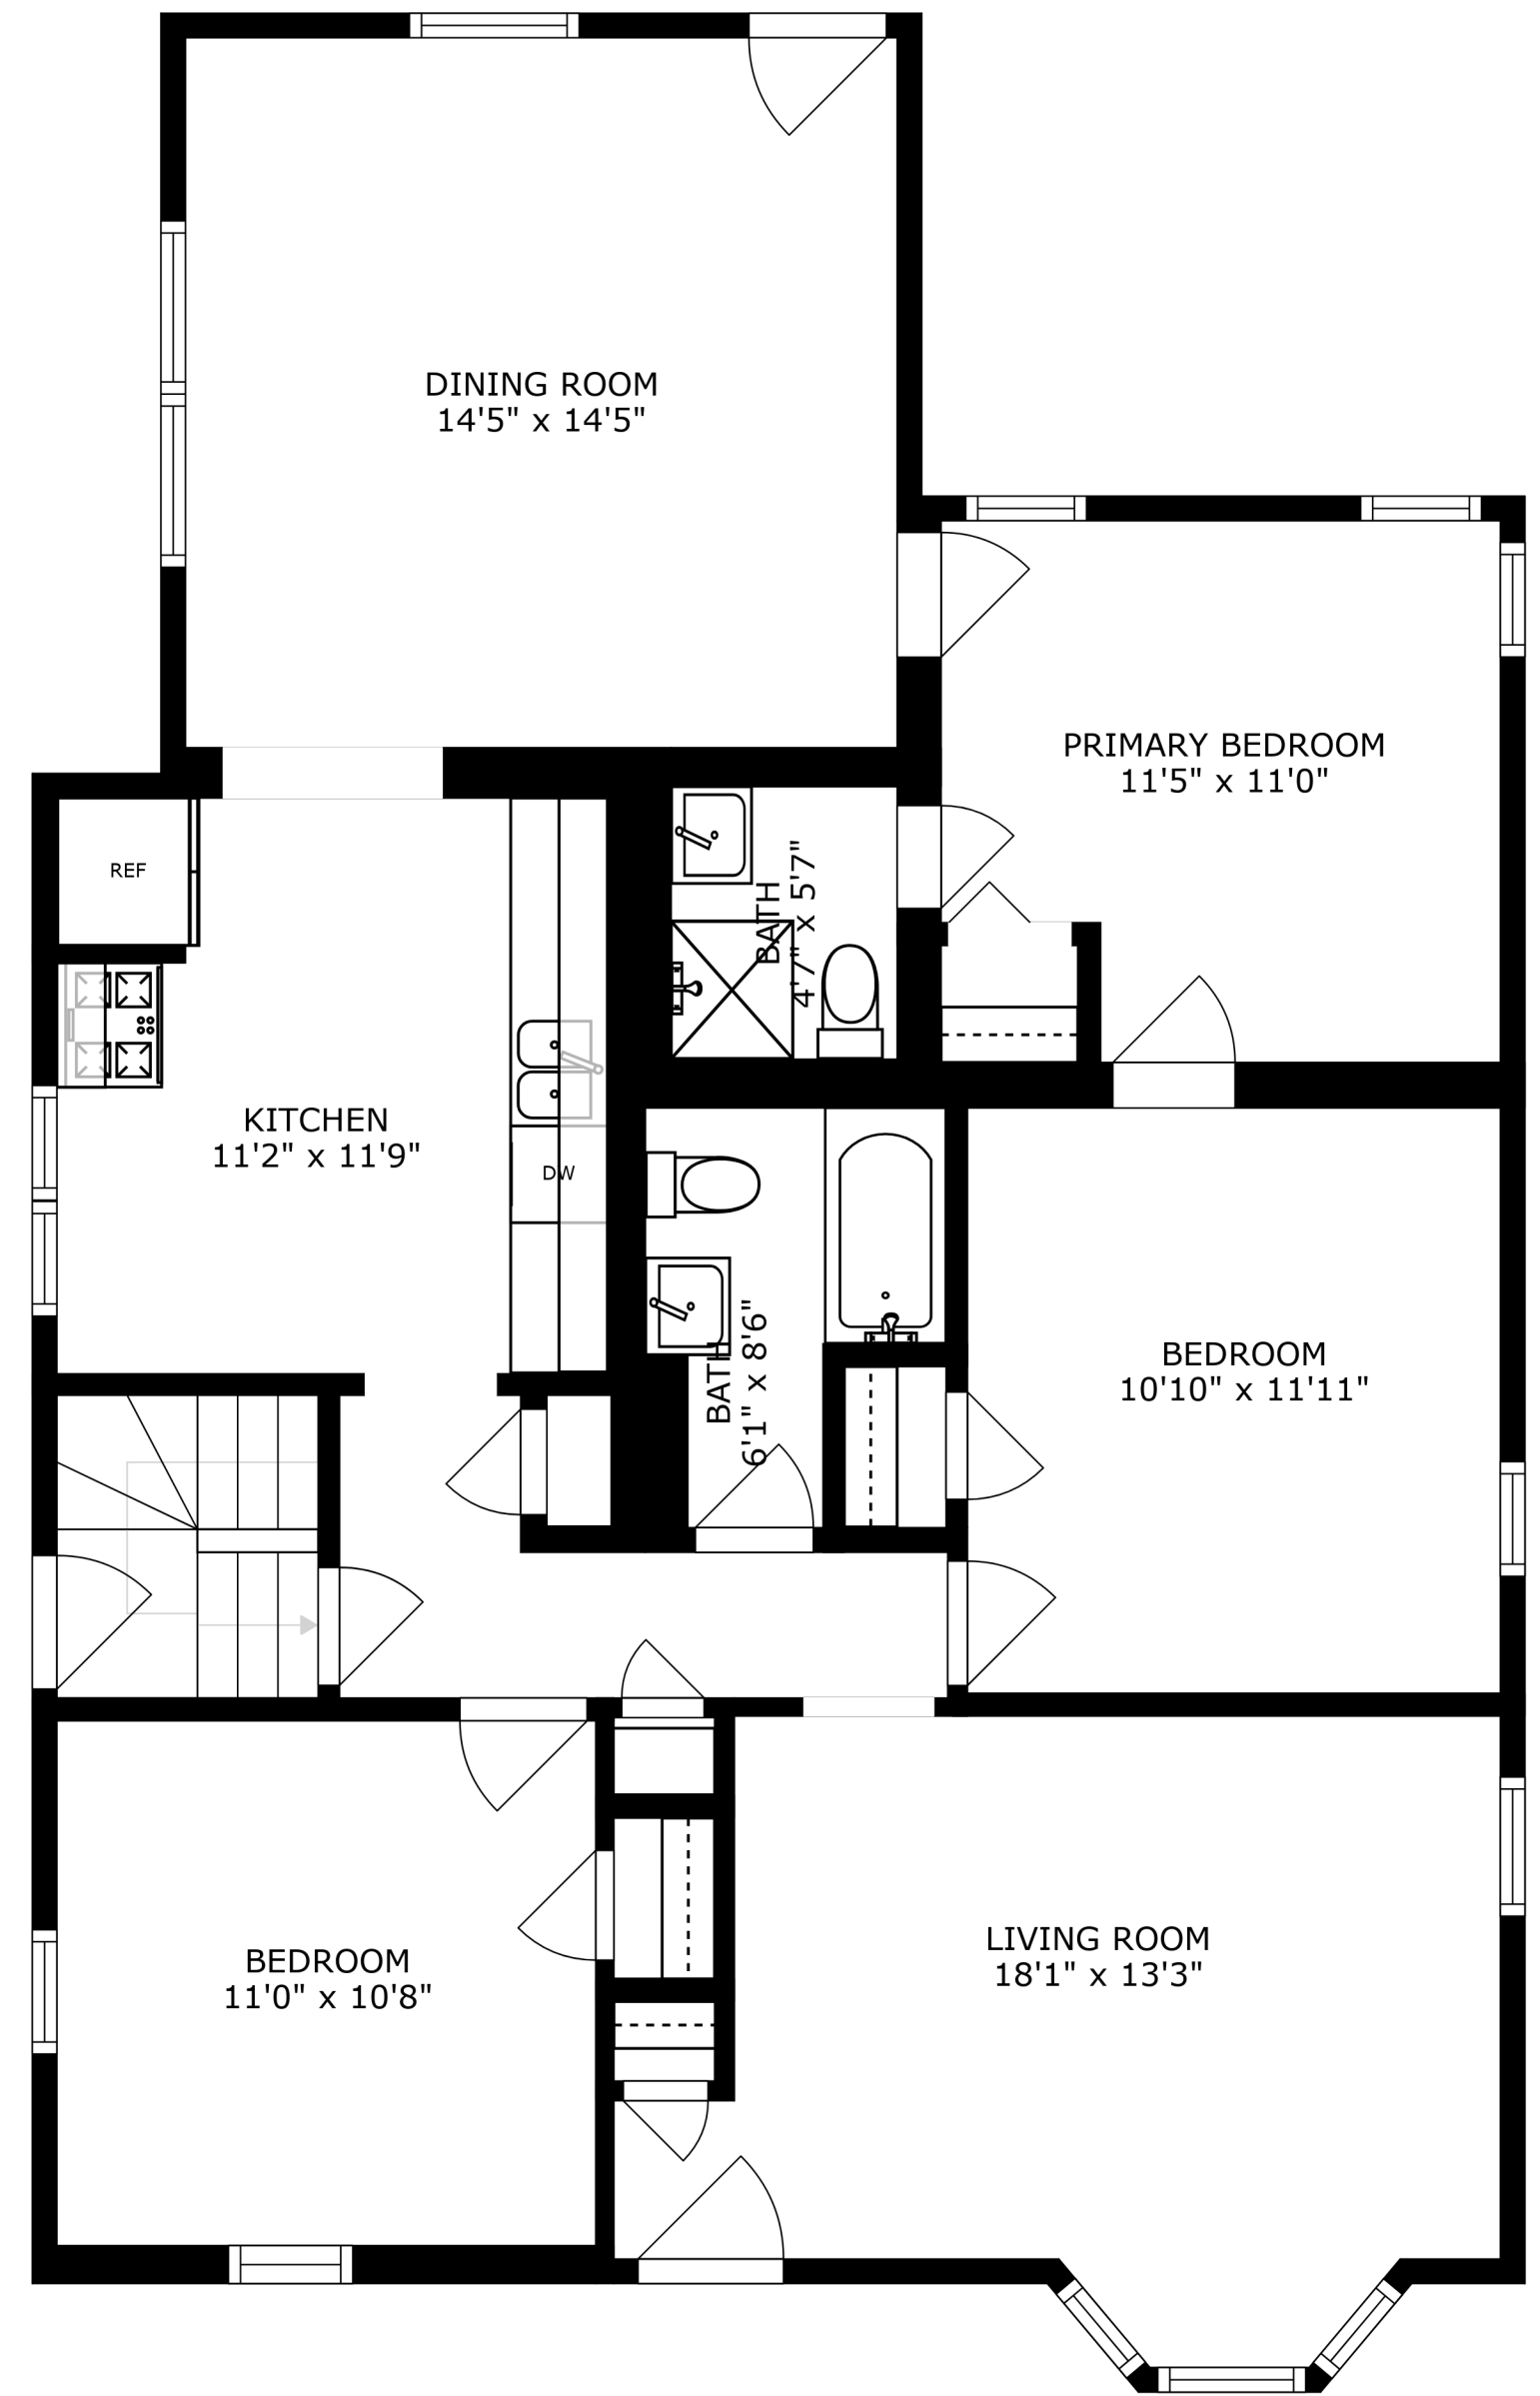 DINING ROOM
14'5" x 14'5"
PRIMARY BEDROOM
11'5" x 11'0"
REF
BATH
4'7" x 5'7"
KITCHEN
11'2" x 11'9"
DW
BATH
6'1" x 8'6"
BEDROOM
10'10" x 11'11"
BEDROOM
11'0" x 10'8"
LIVING ROOM
18'1" x 13'3"